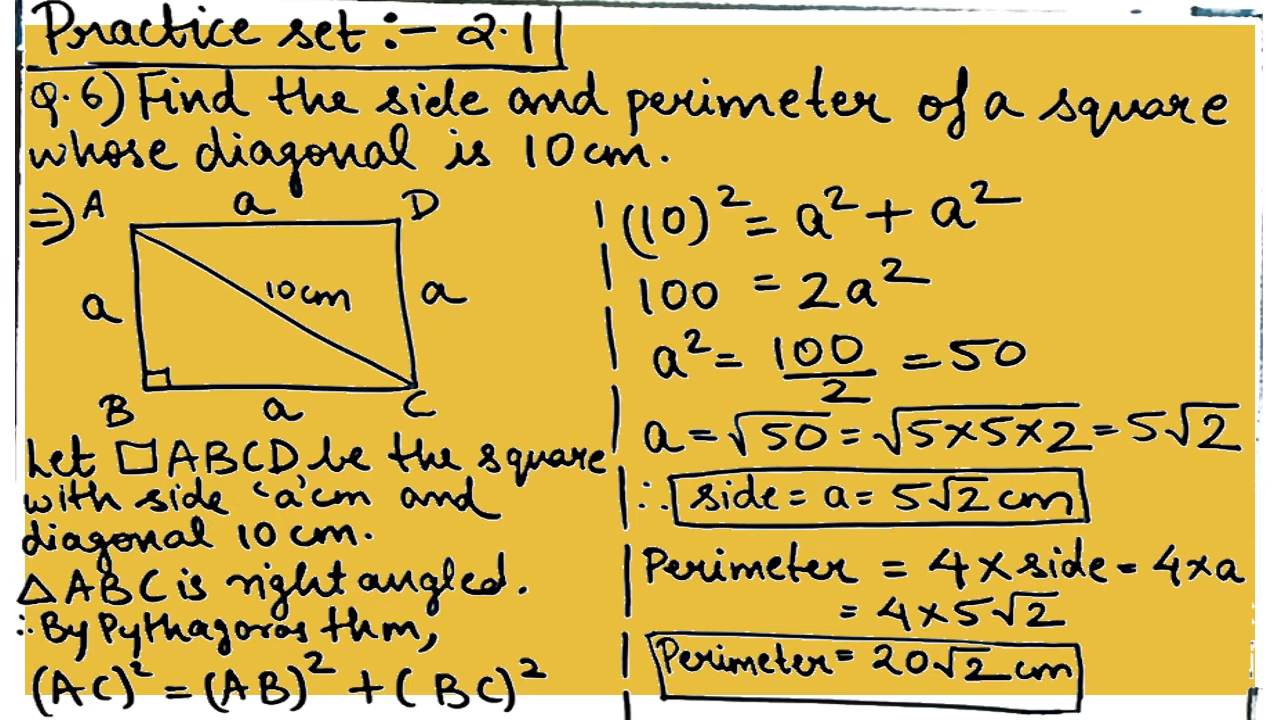 Practice set :- 2.1
Q.6) Find the side and perimeter of a square
whose diagonal is 10cm.
⇒ A a D
a 10cm a
B a C
Let □ABCD be the square
with side 'a' cm and
diagonal 10 cm.
△ABC is right angled.
∴ By Pythagoras thm,
(AC)² = (AB)² + (BC)²
(10)² = a² + a²
100 = 2a²
a² = 100/2 = 50
a = √50 = √5×5×2 = 5√2
∴ side = a = 5√2 cm
Perimeter = 4 × side = 4×a
= 4×5√2
Perimeter = 20√2 cm